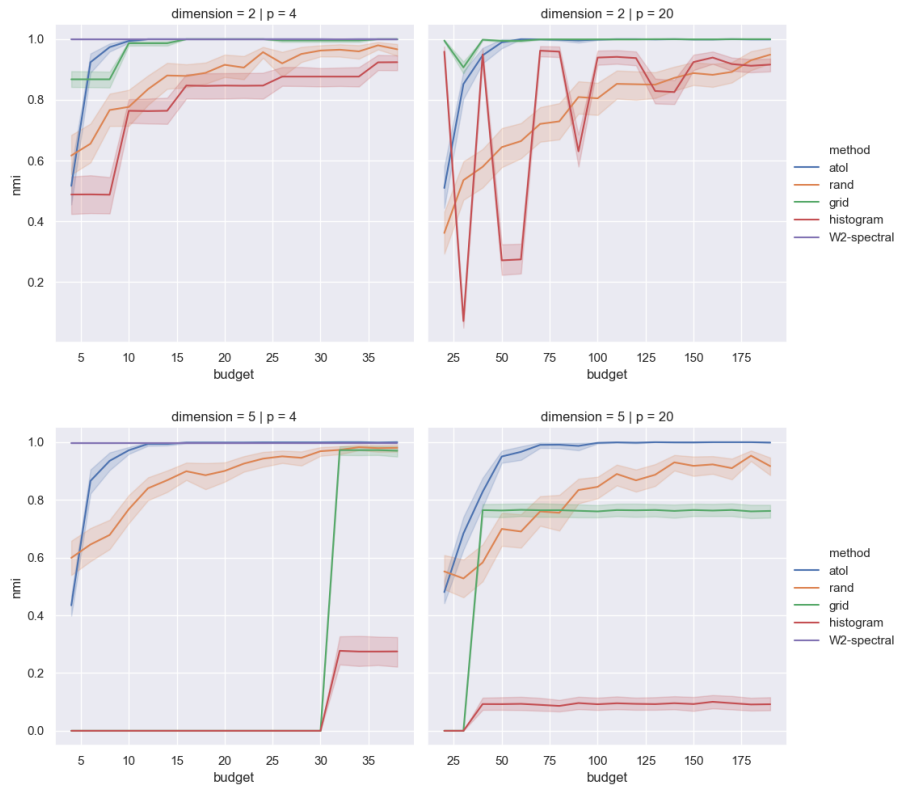 dimension = 2 | p = 4
dimension = 2 | p = 20
1.0
0.8
0.6
0.4
0.2
nmi
5
10
15
20
25
30
35
budget
25
50
75
100
125
150
175
budget
method
atol
rand
grid
histogram
W2-spectral
dimension = 5 | p = 4
dimension = 5 | p = 20
1.0
0.8
0.6
0.4
0.2
0.0
nmi
5
10
15
20
25
30
35
budget
25
50
75
100
125
150
175
budget
method
atol
rand
grid
histogram
W2-spectral